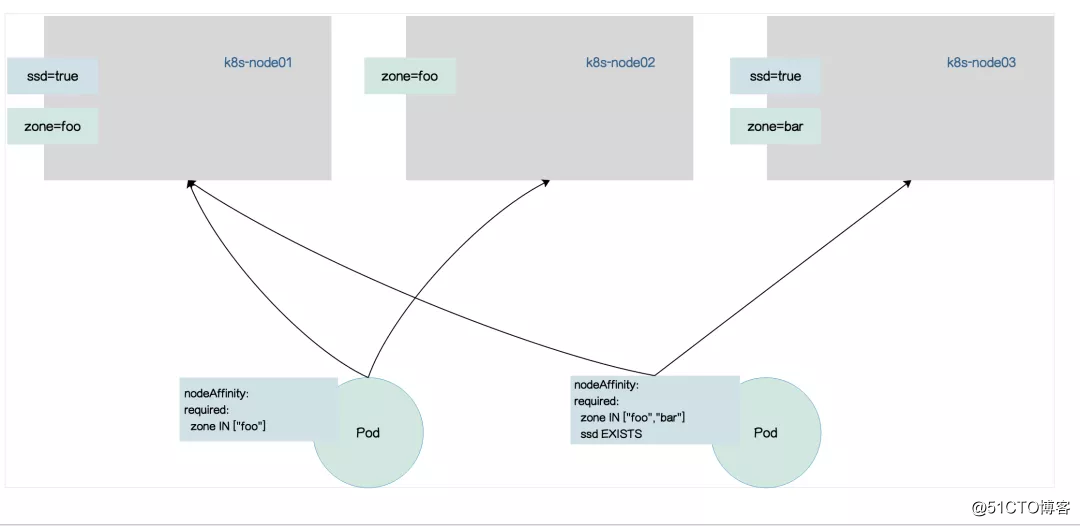 k8s-node01
ssd=true
zone=foo
k8s-node02
zone=foo
k8s-node03
ssd=true
zone=bar
nodeAffinity:
required:
zone IN ["foo"]
Pod
nodeAffinity:
required:
zone IN ["foo","bar"]
ssd EXISTS
Pod
@51CTO博客